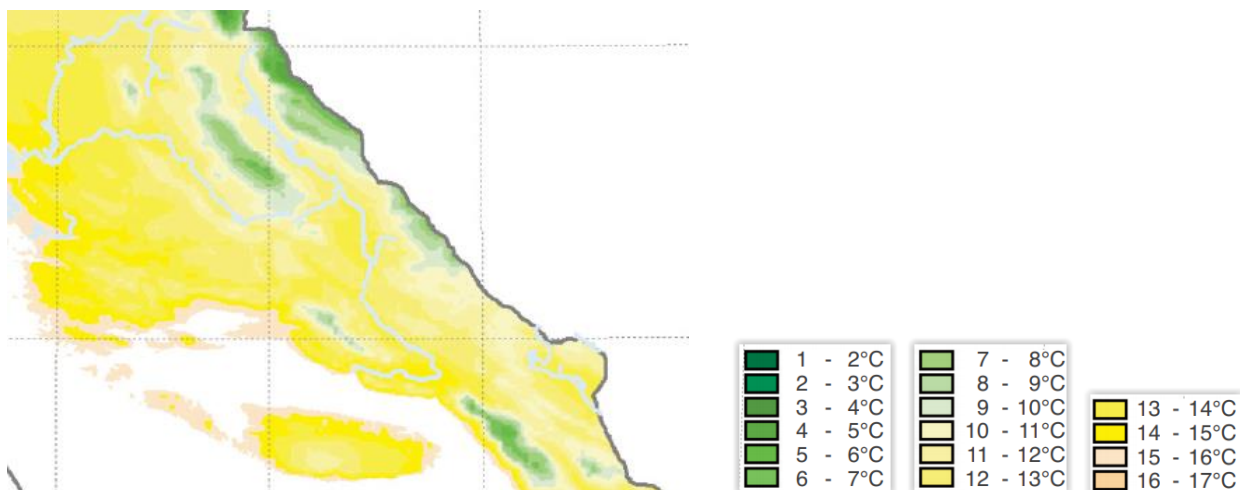 1 - 2°C
2 - 3°C
3 - 4°C
4 - 5°C
5 - 6°C
6 - 7°C
7 - 8°C
8 - 9°C
9 - 10°C
10 - 11°C
11 - 12°C
12 - 13°C
13 - 14°C
14 - 15°C
15 - 16°C
16 - 17°C